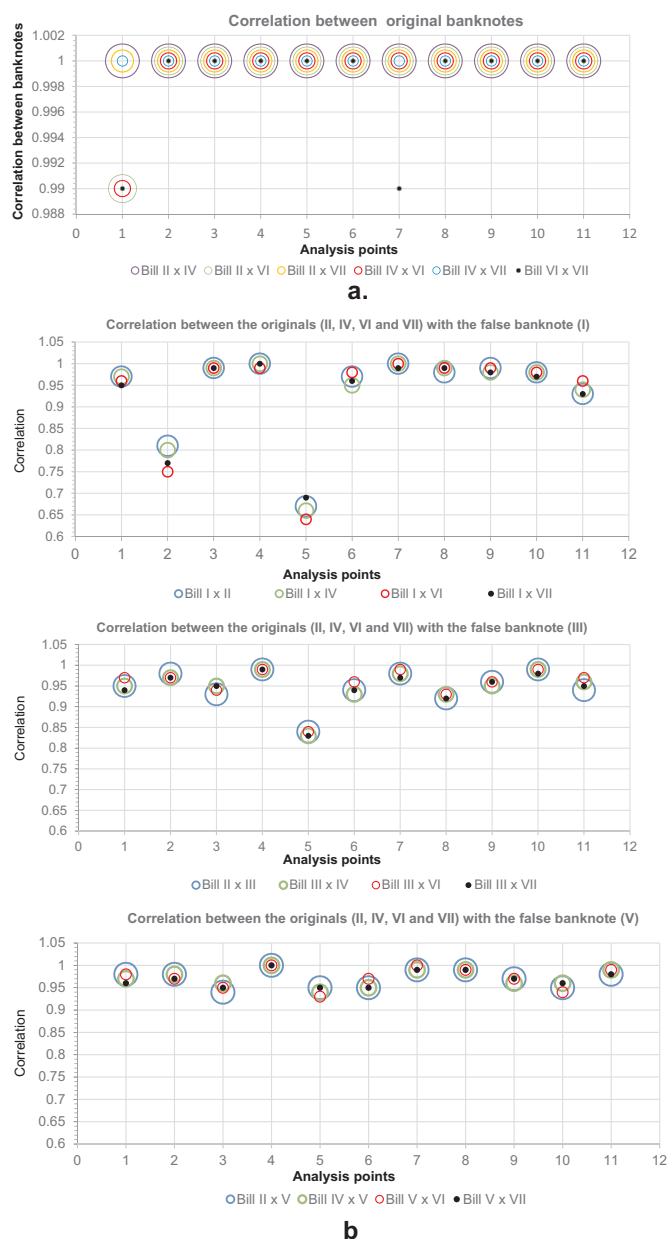 Correlation between original banknotes
Correlation between banknotes
1.002
1
0.998
0.996
0.994
0.992
0.99
0.988
0 1 2 3 4 5 6 7 8 9 10 11 12
Analysis points
Bill II x IV Bill II x VI Bill II x VII Bill IV x VI Bill IV x VII Bill VI x VII
a.
Correlation between the originals (II, IV, VI and VII) with the false banknote (I)
Correlation
1.05
1
0.95
0.9
0.85
0.8
0.75
0.7
0.65
0.6
0 1 2 3 4 5 6 7 8 9 10 11 12
Analysis points
Bill I x II Bill I x IV Bill I x VI Bill I x VII
Correlation between the originals (II, IV, VI and VII) with the false banknote (III)
Correlation
1.05
1
0.95
0.9
0.85
0.8
0.75
0.7
0.65
0.6
0 1 2 3 4 5 6 7 8 9 10 11 12
Analysis points
Bill II x III Bill III x IV Bill III x VI Bill III x VII
Correlation between the originals (II, IV, VI and VII) with the false banknote (V)
Correlation
1.05
1
0.95
0.9
0.85
0.8
0.75
0.7
0.65
0.6
0 1 2 3 4 5 6 7 8 9 10 11 12
Analysis points
Bill II x V Bill IV x V Bill V x VI Bill V x VII
b